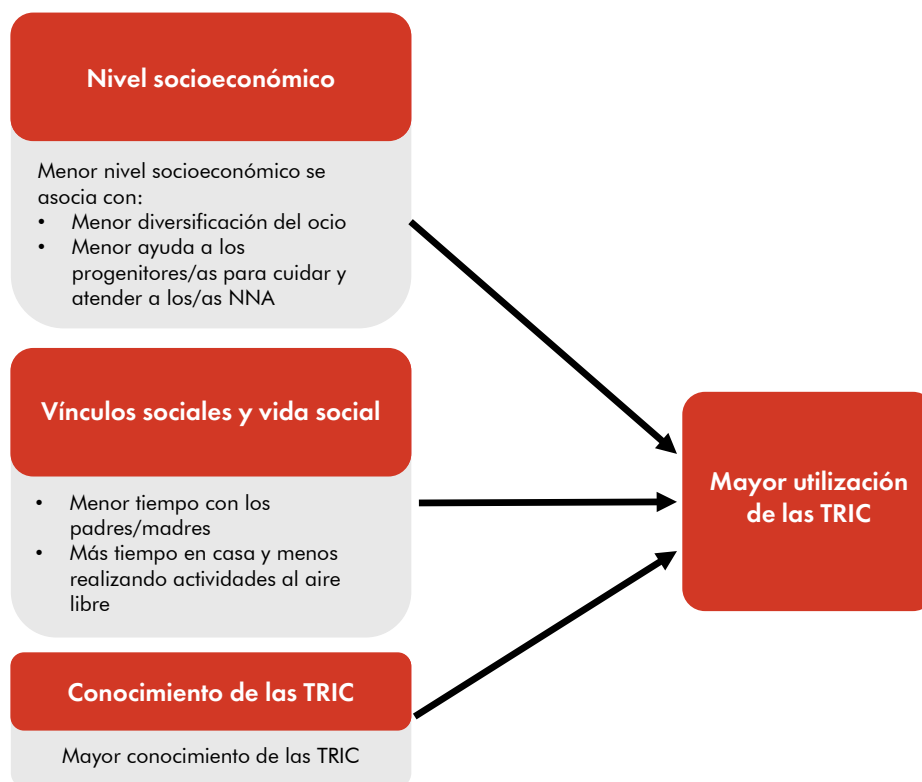 Nivel socioeconómico
Menor nivel socioeconómico se
asocia con:
• Menor diversificación del ocio
• Menor ayuda a los
progenitores/as para cuidar y
atender a los/as NNA
Vínculos sociales y vida social
• Menor tiempo con los
padres/madres
• Más tiempo en casa y menos
realizando actividades al aire
libre
Conocimiento de las TRIC
Mayor conocimiento de las TRIC
Mayor utilización
de las TRIC